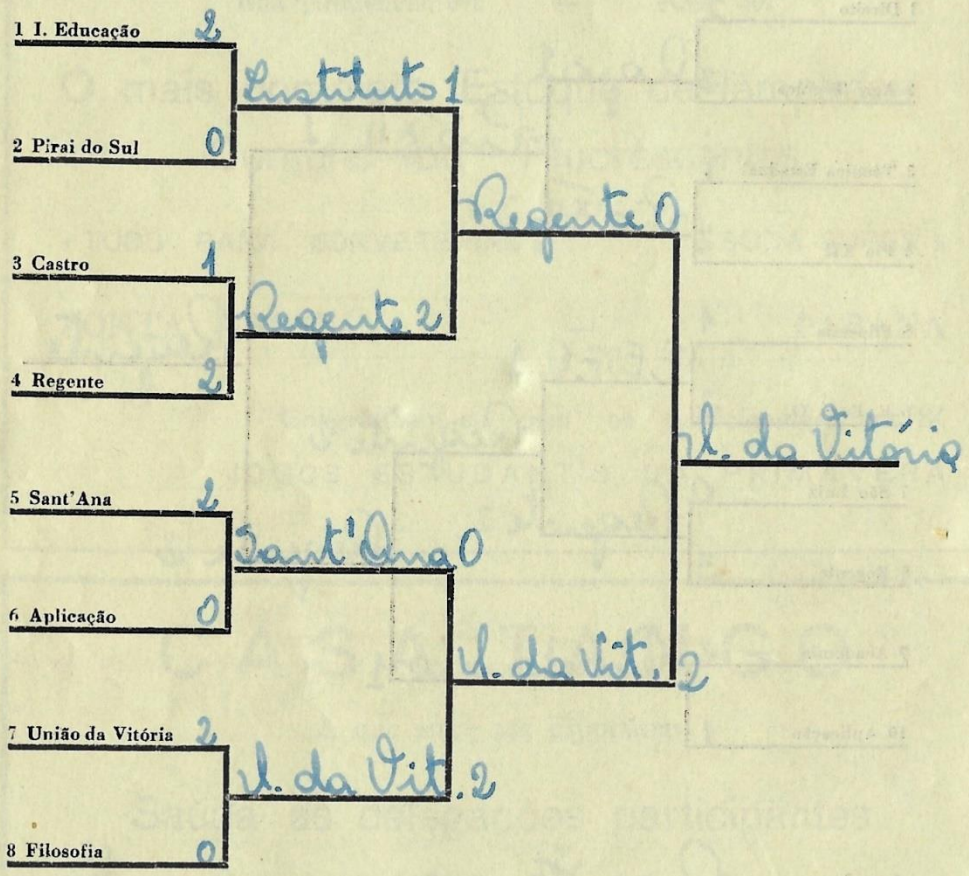 1 I. Educação 2
Instituto 1
2 Pirai do Sul 0
Regente 0
3 Castro 1
Regente 2
4 Regente 2
U. da Vitória
5 Sant'Ana 2
Sant'Ana 0
6 Aplicação 0
U. da Vit. 2
7 União da Vitória 2
U. da Vit. 2
8 Filosofia 0